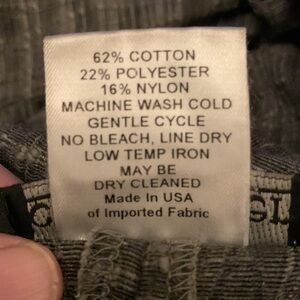 62% COTTON
22% POLYESTER
16% NYLON
MACHINE WASH COLD
GENTLE CYCLE
NO BLEACH, LINE DRY
LOW TEMP IRON
MAY BE
DRY CLEANED
Made in USA
of Imported Fabric